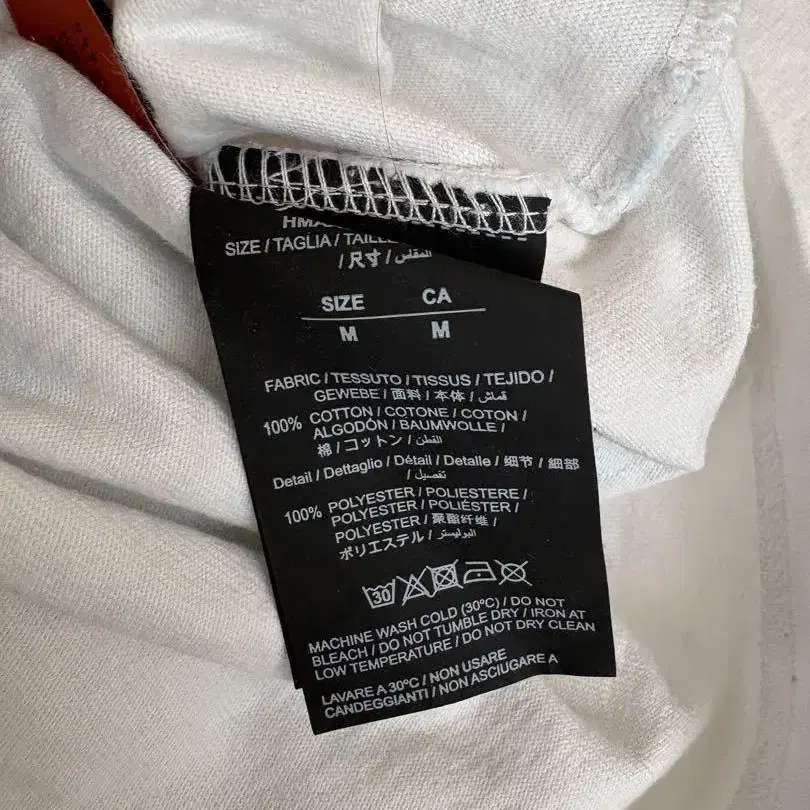 HMA
SIZE / TAGLIA / TAILL
/ 尺寸 / المقاس /
SIZE CA
M M
FABRIC / TESSUTO / TISSUS / TEJIDO /
GEWEBE / 面料 / 本体 / قماش /
100% COTTON / COTONE / COTON /
ALGODÓN / BAUMWOLLE /
棉 / コットン / القطن /
Detail / Dettaglio / Détail / Detalle / 细节 / 細部
/ تفصيل /
100% POLYESTER / POLIESTERE /
POLYESTER / POLIÉSTER /
POLYESTER / 聚酯纤维 /
ポリエステル / البوليستر /
30
MACHINE WASH COLD (30°C) / DO NOT
BLEACH / DO NOT TUMBLE DRY / IRON AT
LOW TEMPERATURE / DO NOT DRY CLEAN
LAVARE A 30°C / NON USARE
CANDEGGIANTI / NON ASCIUGARE A